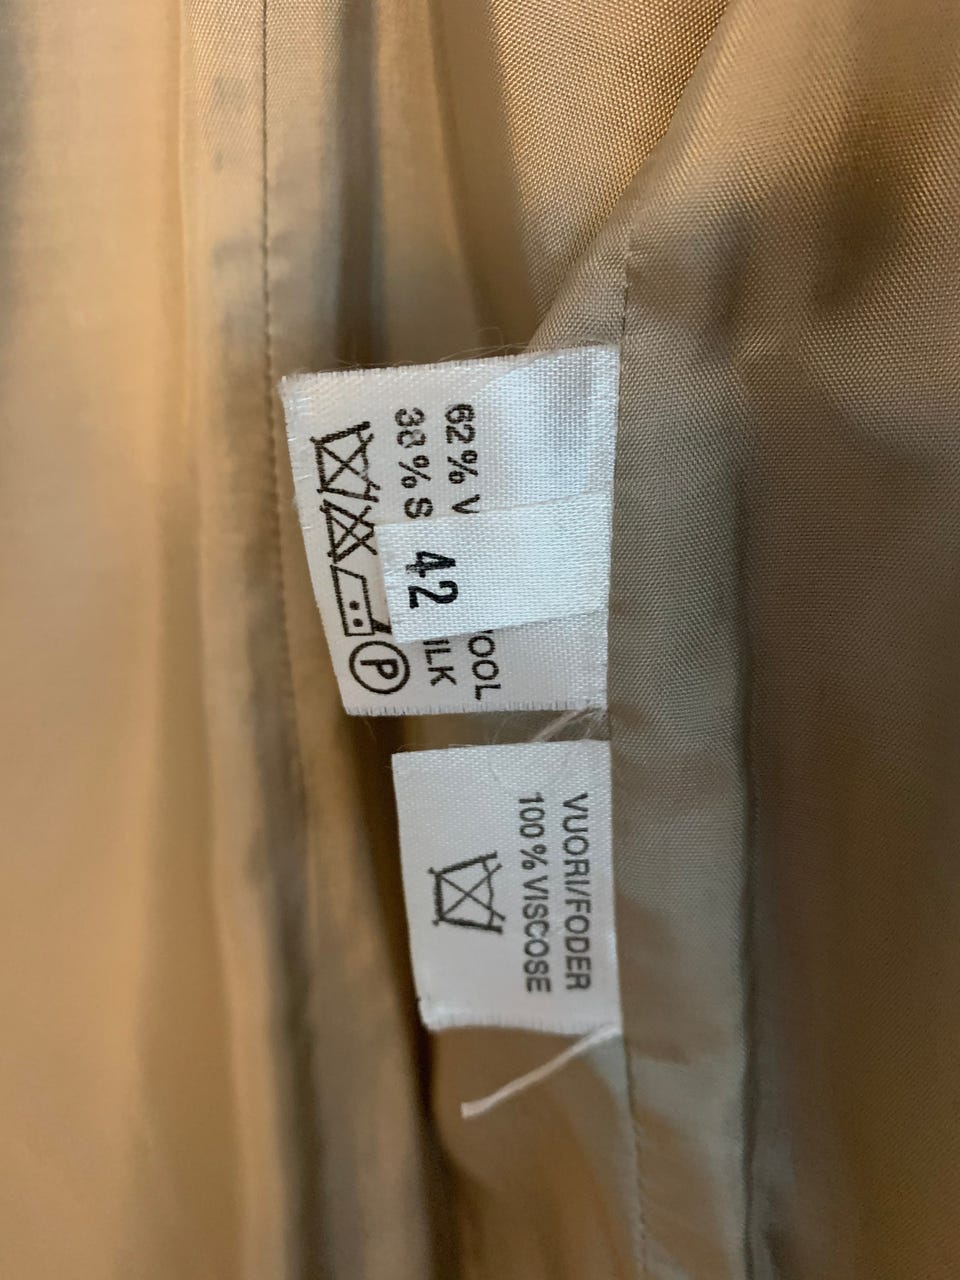 62 % V OOL
38 % S ILK
42
P
VUORI/FODER
100 % VISCOSE